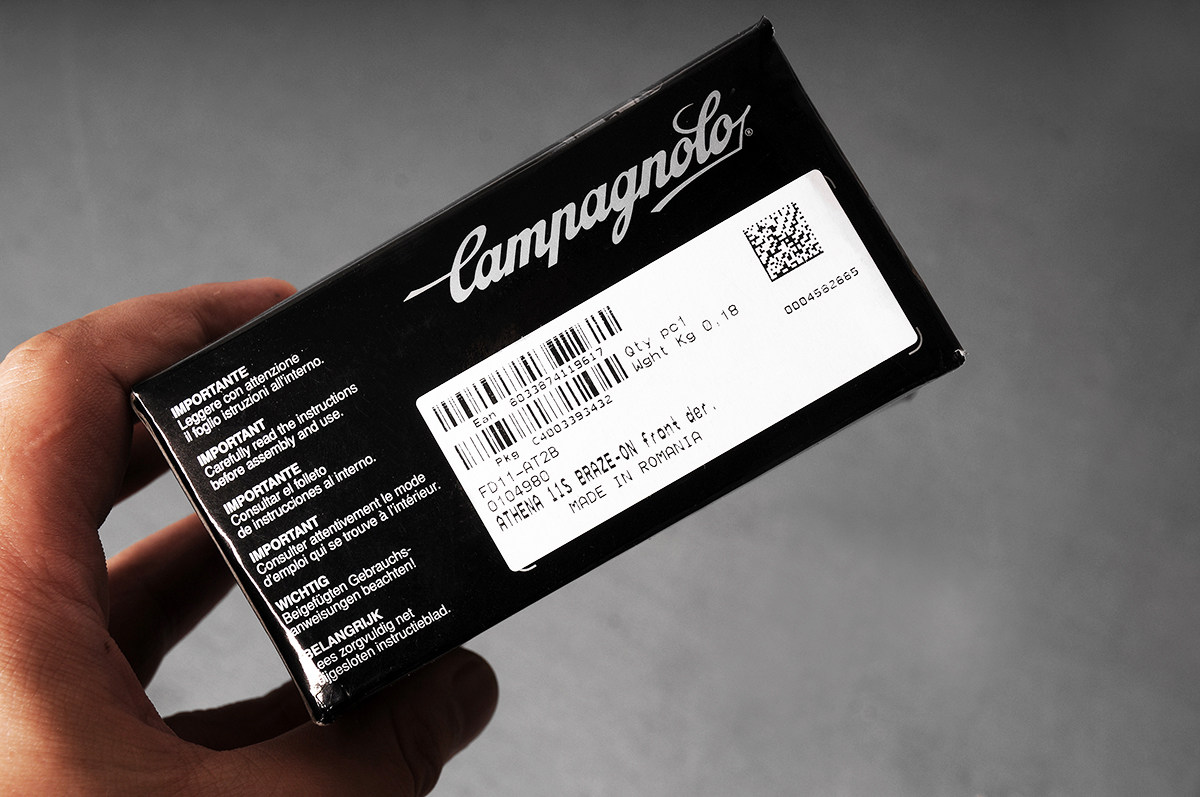 Campagnolo®
IMPORTANTE
Leggere con attenzione
il foglio istruzioni all'interno.
IMPORTANT
Carefully read the instructions
before assembly and use.
IMPORTANTE
Consultar el folleto
de instrucciones al interno.
IMPORTANT
Consulter attentivement le mode
d'emploi qui se trouve à l'intérieur.
WICHTIG
Beigefügten Gebrauchs-
anweisungen beachten!
BELANGRIJK
Lees zorgvuldig net
bijgesloten instructieblad.
0004582685
Ean 8033874119617
Qty pc1
Wght Kg 0.18
Pkg C4003393432
FD11-AT2B
0104980
ATHENA 11S BRAZE-ON front der.
MADE IN ROMANIA